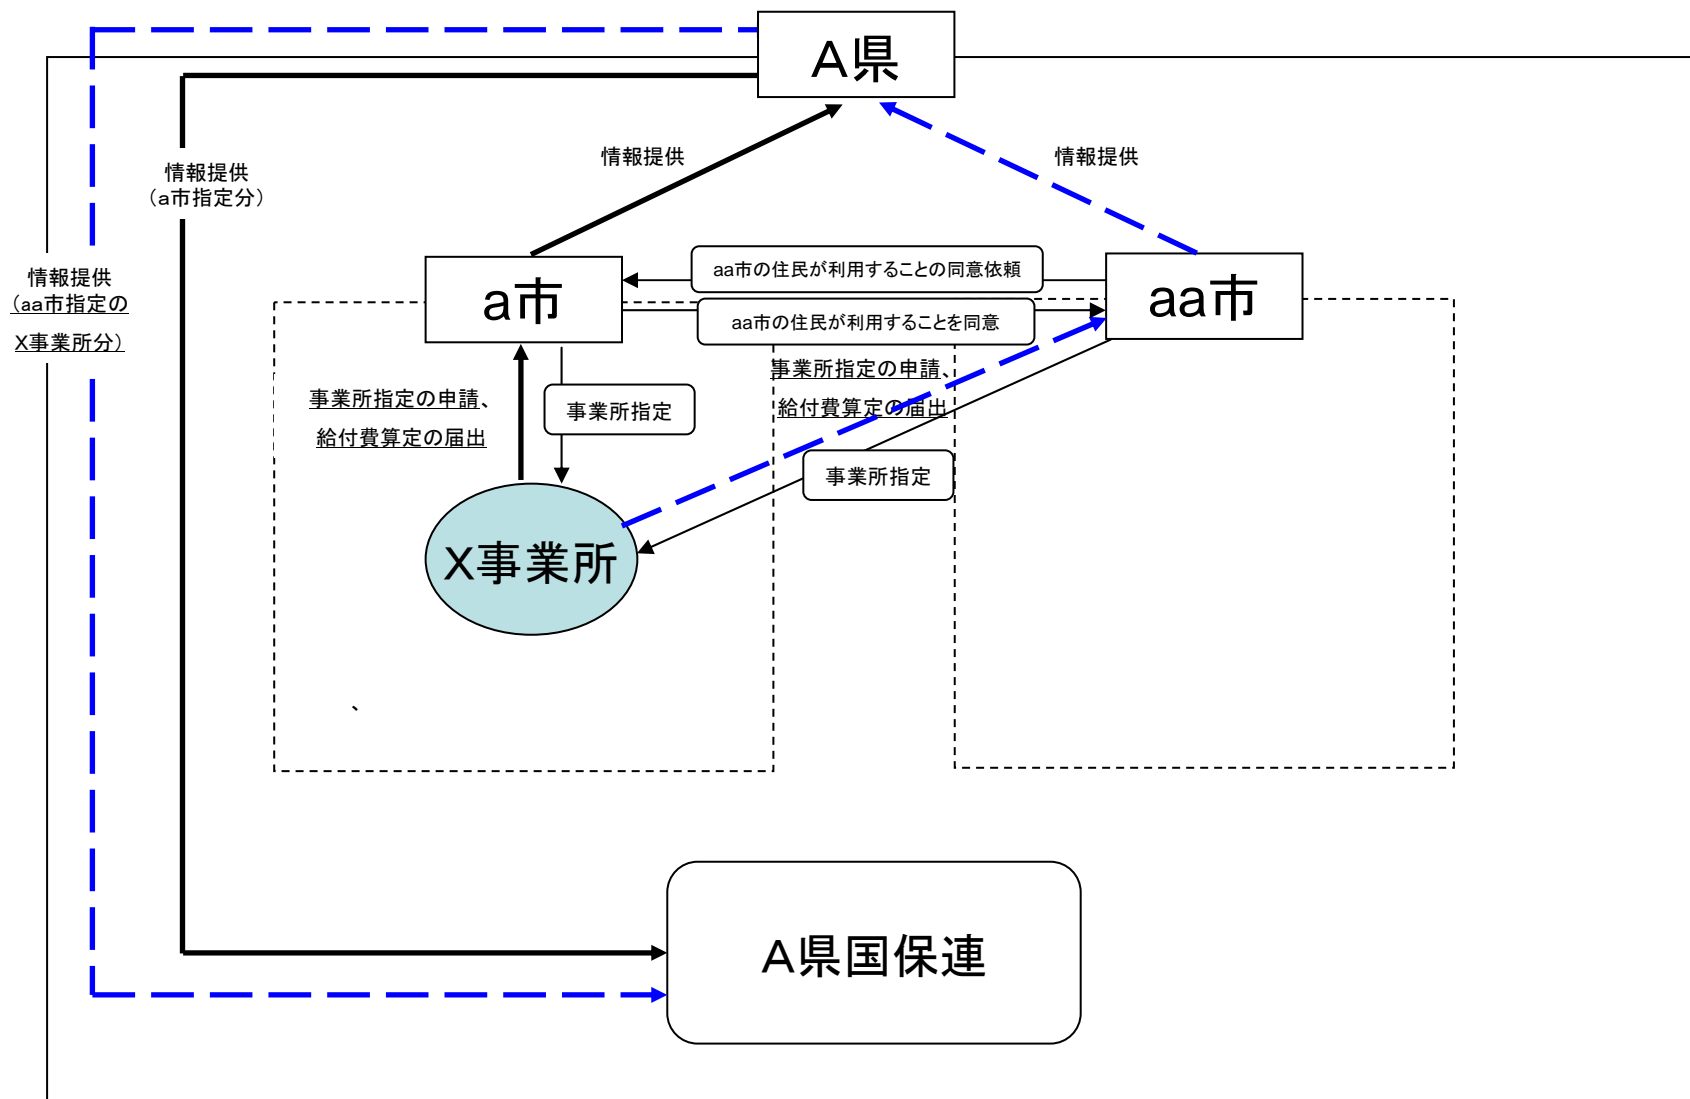 A県
情報提供
（a市指定分）
情報提供
情報提供
情報提供
（aa市指定の
X事業所分）
a市
aa市の住民が利用することの同意依頼
aa市の住民が利用することを同意
aa市
事業所指定の申請、
給付費算定の届出
事業所指定
事業所指定の申請、
給付費算定の届出
事業所指定
X事業所
、
A県国保連